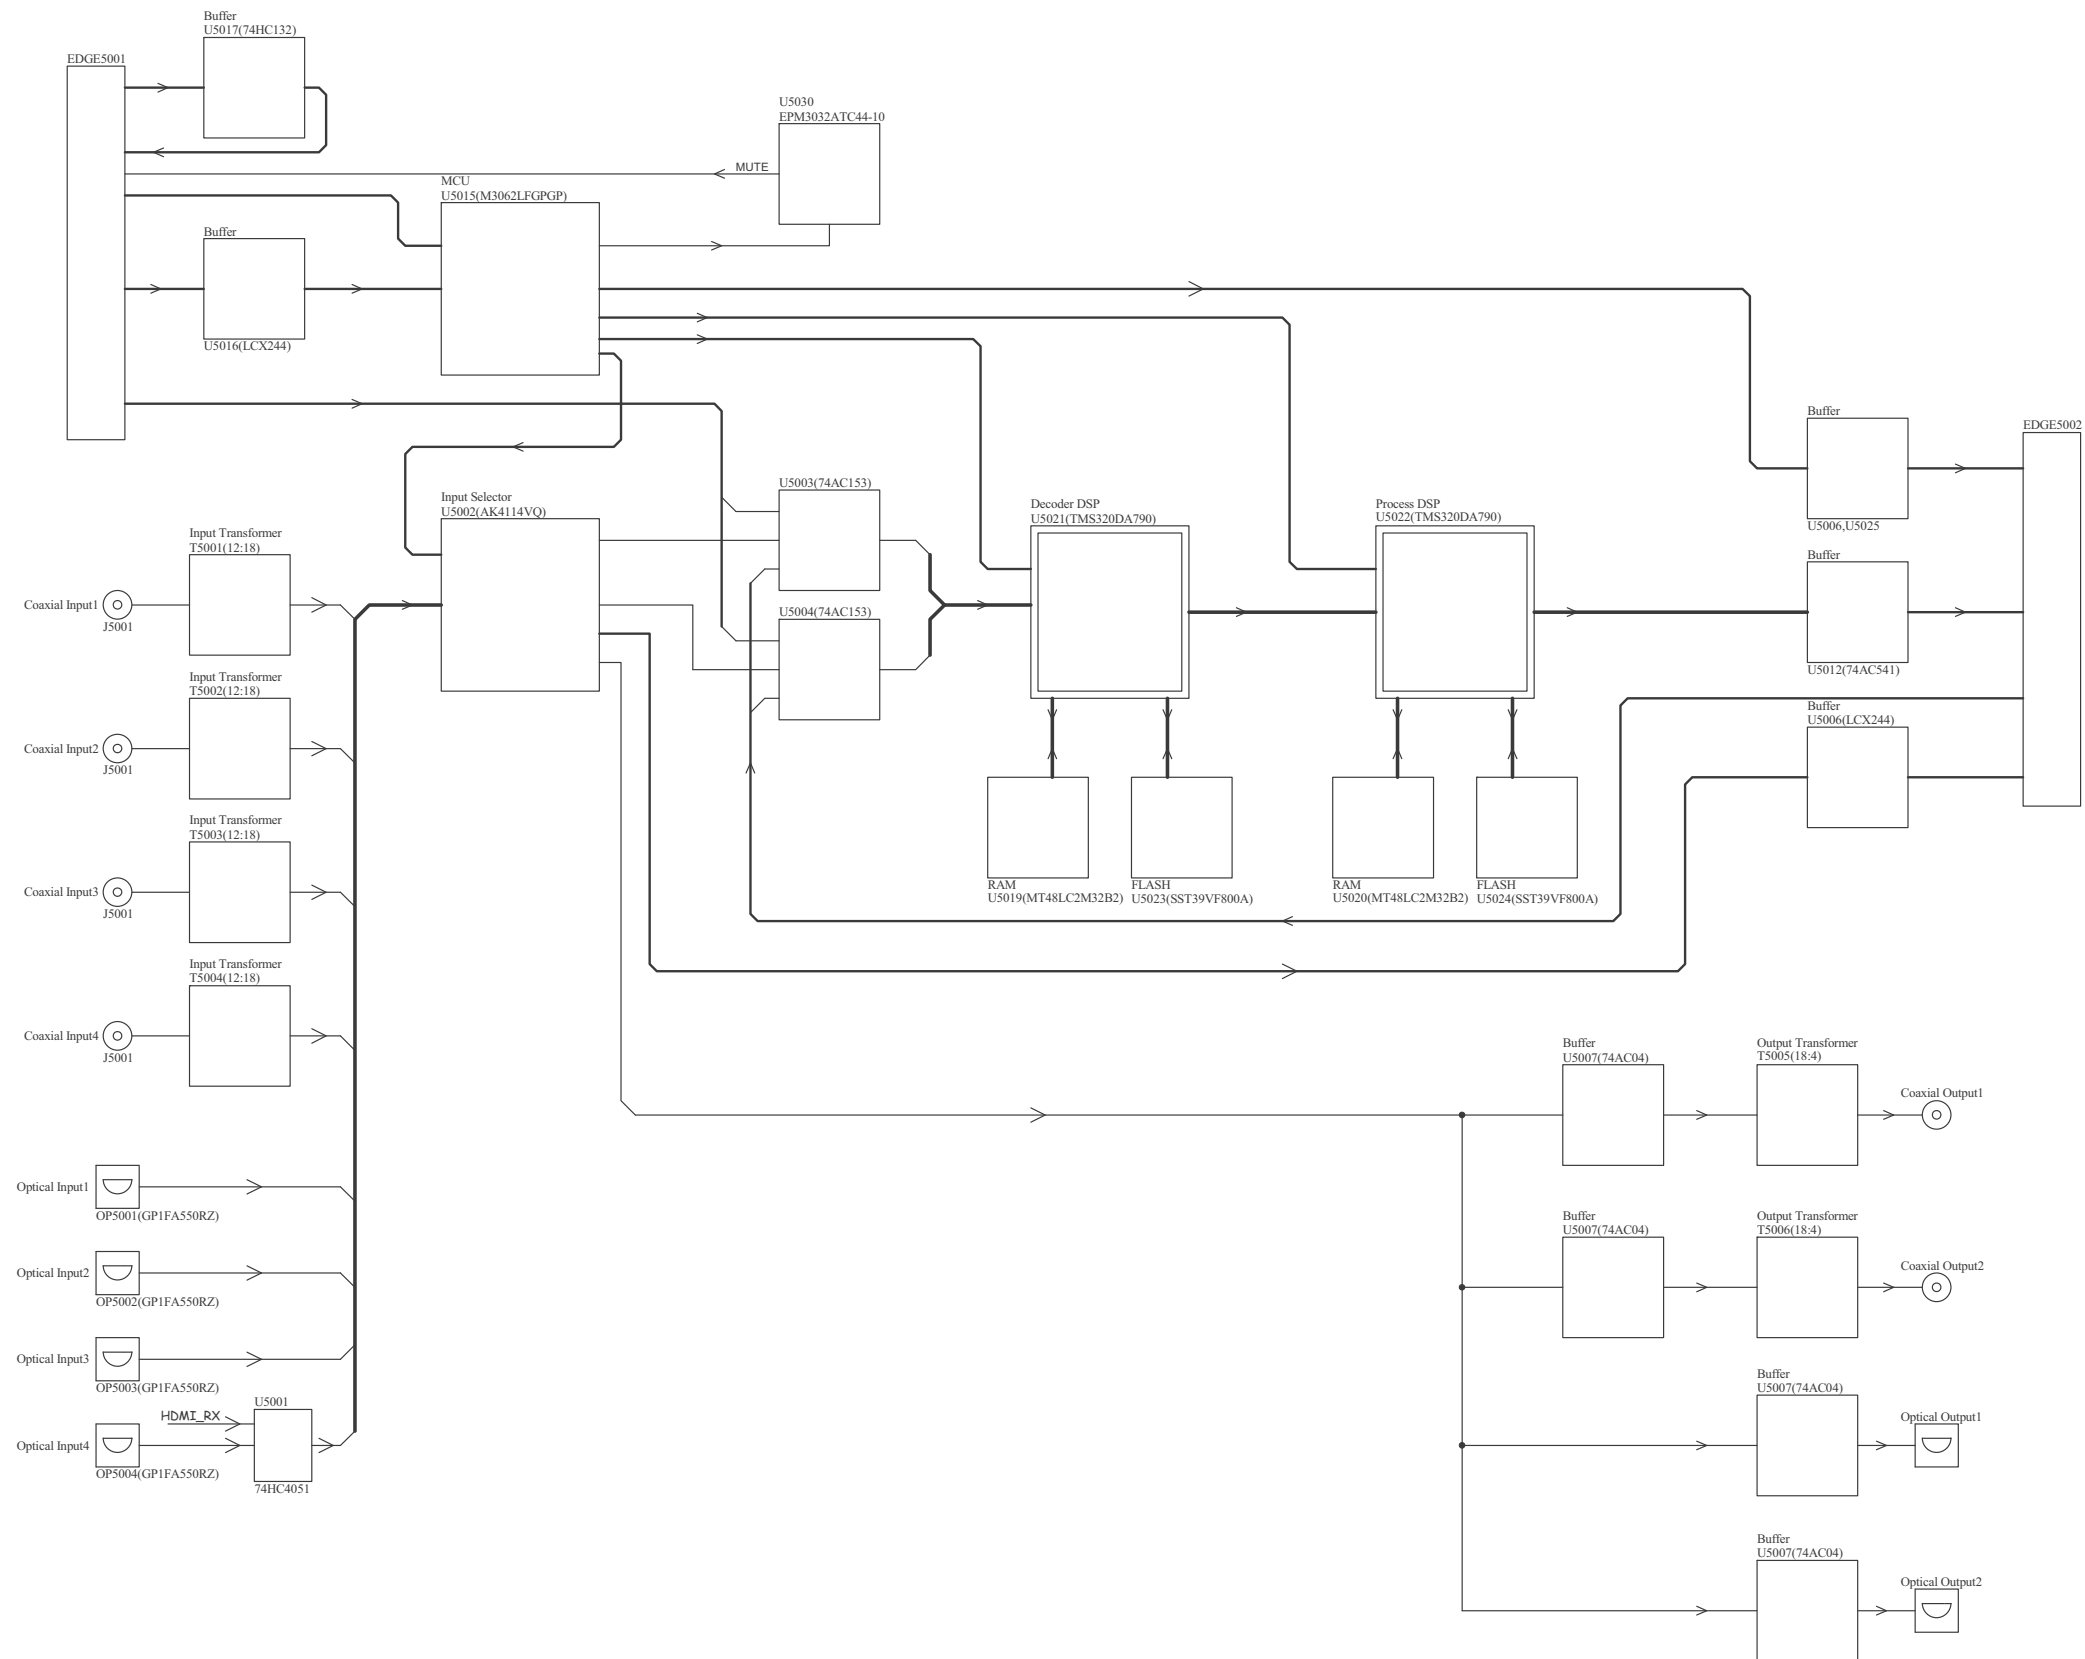 Buffer
U5017(74HC132)
EDGE5001
U5030
EPM3032ATC44-10
MUTE
MCU
U5015(M3062LFGPGP)
Buffer
U5016(LCX244)
Buffer
U5006,U5025
EDGE5002
Input Selector
U5002(AK4114VQ)
U5003(74AC153)
U5004(74AC153)
Decoder DSP
U5021(TMS320DA790)
Process DSP
U5022(TMS320DA790)
Buffer
U5012(74AC541)
Buffer
U5006(LCX244)
Input Transformer
T5001(12:18)
Coaxial Input1
J5001
Input Transformer
T5002(12:18)
Coaxial Input2
J5001
Input Transformer
T5003(12:18)
Coaxial Input3
J5001
RAM
U5019(MT48LC2M32B2)
FLASH
U5023(SST39VF800A)
RAM
U5020(MT48LC2M32B2)
FLASH
U5024(SST39VF800A)
Input Transformer
T5004(12:18)
Coaxial Input4
J5001
Buffer
U5007(74AC04)
Output Transformer
T5005(18:4)
Coaxial Output1
Optical Input1
OP5001(GP1FA550RZ)
Buffer
U5007(74AC04)
Output Transformer
T5006(18:4)
Coaxial Output2
Optical Input2
OP5002(GP1FA550RZ)
Optical Input3
OP5003(GP1FA550RZ)
Buffer
U5007(74AC04)
Optical Output1
U5001
HDMI_RX
Optical Input4
OP5004(GP1FA550RZ)
74HC4051
Buffer
U5007(74AC04)
Optical Output2